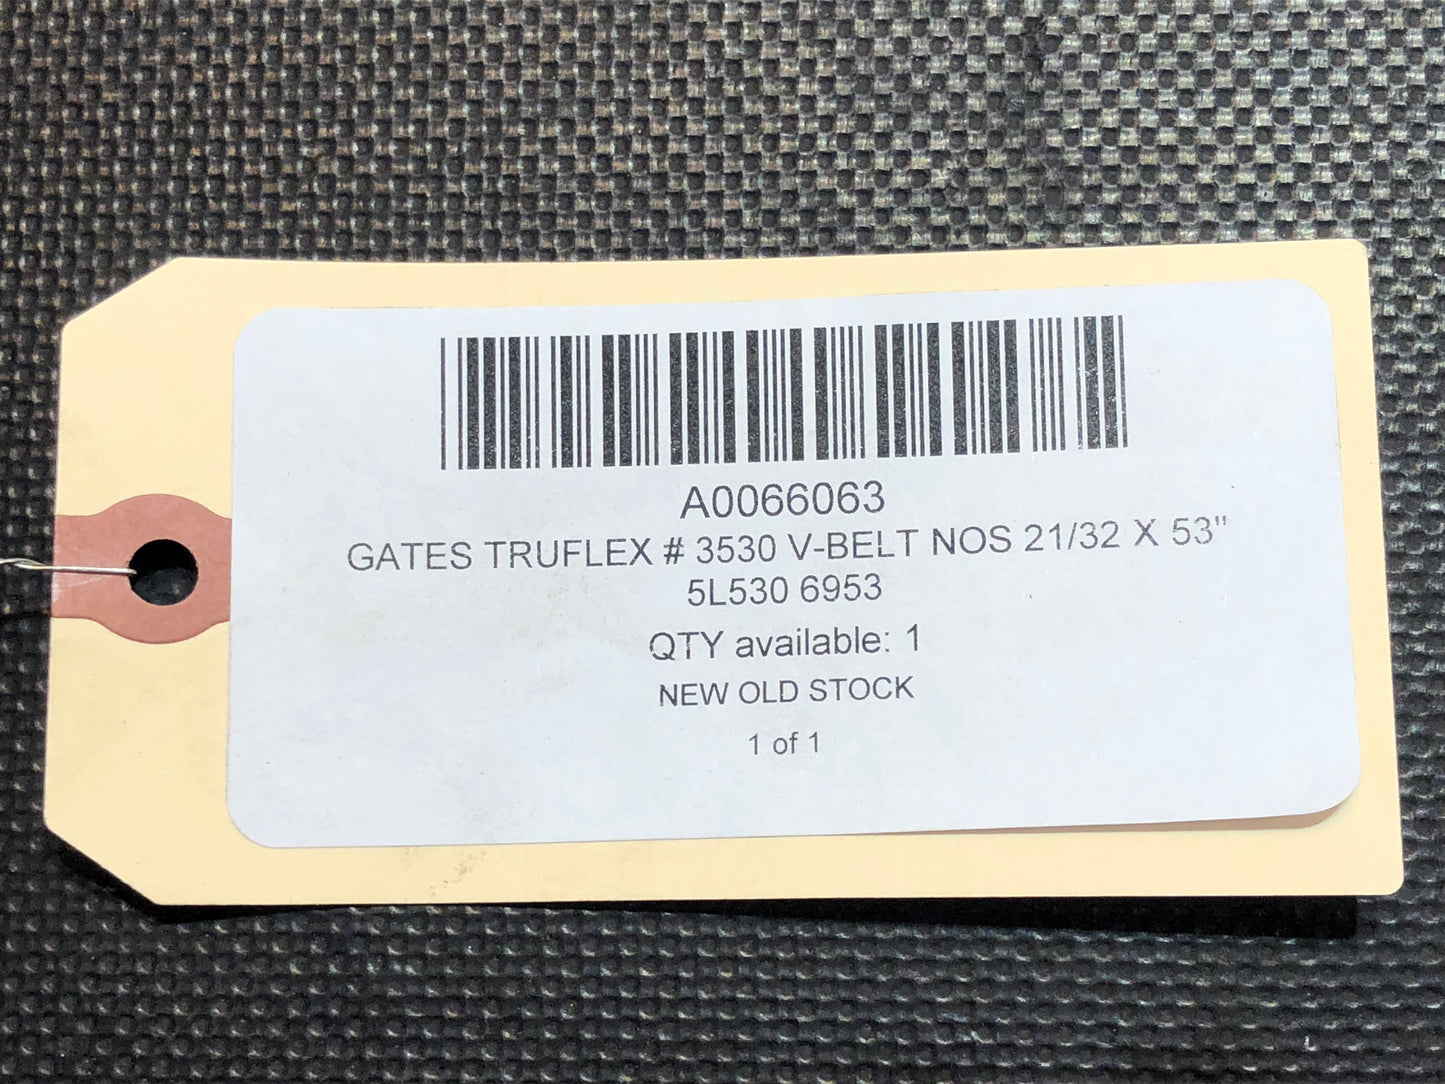 A0066063
GATES TRUFLEX # 3530 V-BELT NOS 21/32 X 53"
5L530 6953
QTY available: 1
NEW OLD STOCK
1 of 1